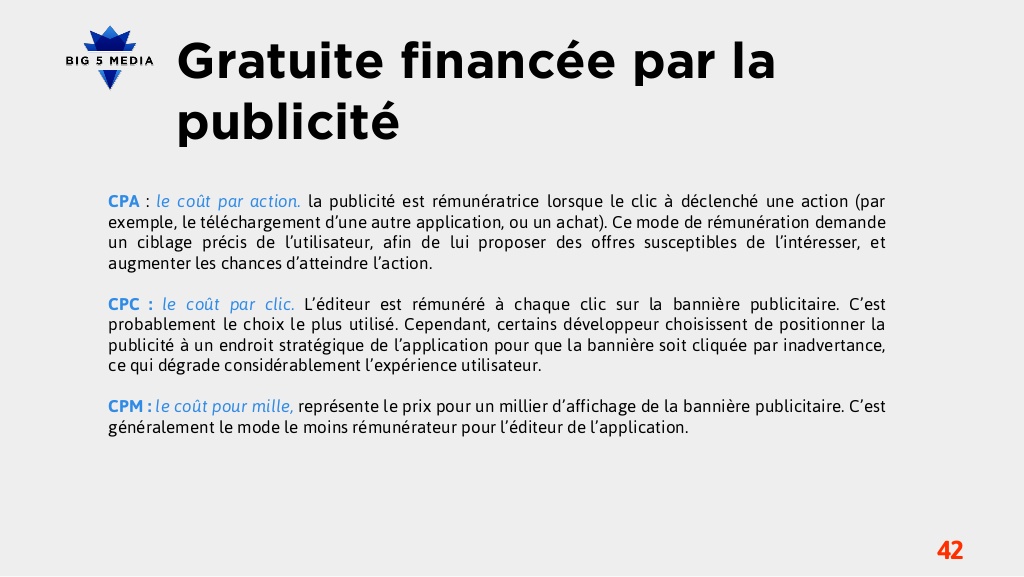 BIG 5 MEDIA
Gratuite financée par la
publicité
CPA : le coût par action. la publicité est rémunératrice lorsque le clic à déclenché une action (par
exemple, le téléchargement d’une autre application, ou un achat). Ce mode de rémunération demande
un ciblage précis de l’utilisateur, afin de lui proposer des offres susceptibles de l’intéresser, et
augmenter les chances d’atteindre l’action.
CPC : le coût par clic. L’éditeur est rémunéré à chaque clic sur la bannière publicitaire. C’est
probablement le choix le plus utilisé. Cependant, certains développeur choisissent de positionner la
publicité à un endroit stratégique de l’application pour que la bannière soit cliquée par inadvertance,
ce qui dégrade considérablement l’expérience utilisateur.
CPM : le coût pour mille, représente le prix pour un millier d’affichage de la bannière publicitaire. C’est
généralement le mode le moins rémunérateur pour l’éditeur de l’application.
42